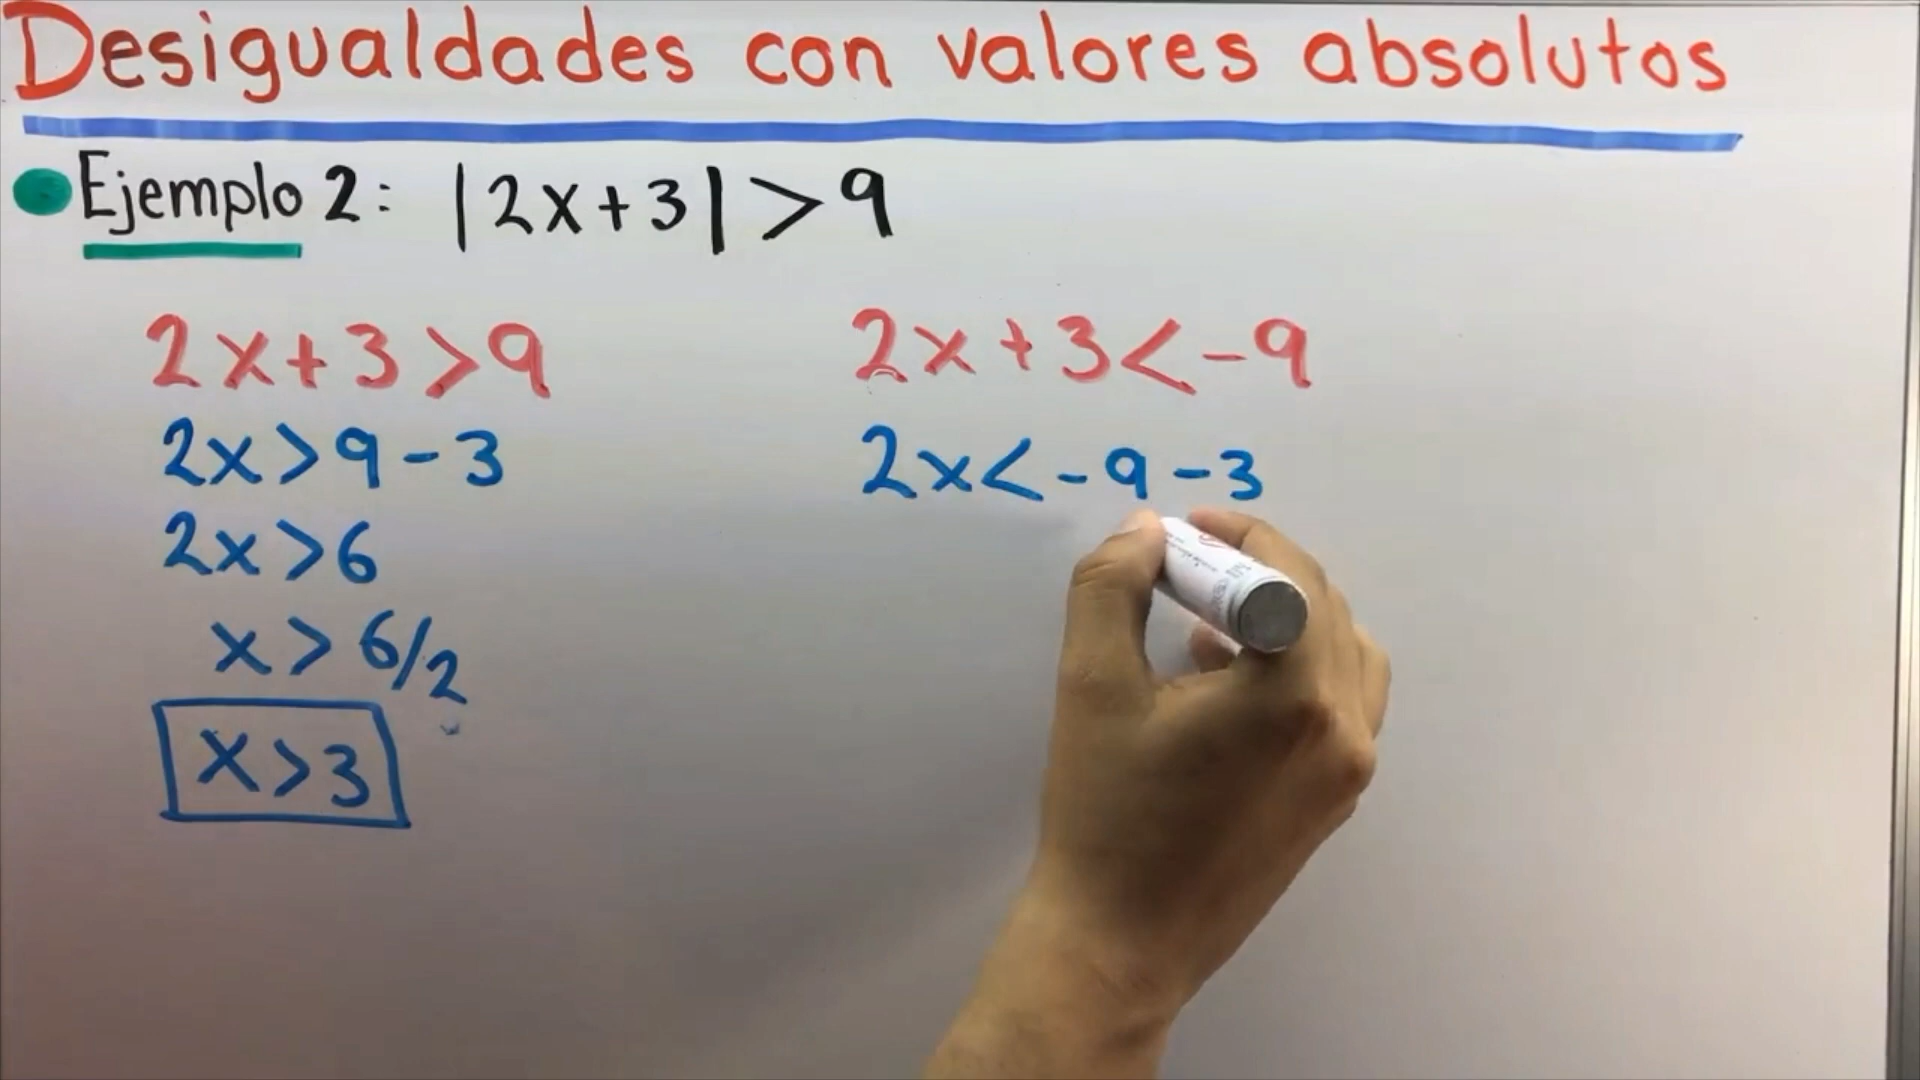 Desigualdades con valores absolutos
Ejemplo 2: |2x+3|>9
2x+3>9
2x>9-3
2x>6
x>6/2
x>3
2x+3<-9
2x<-9-3